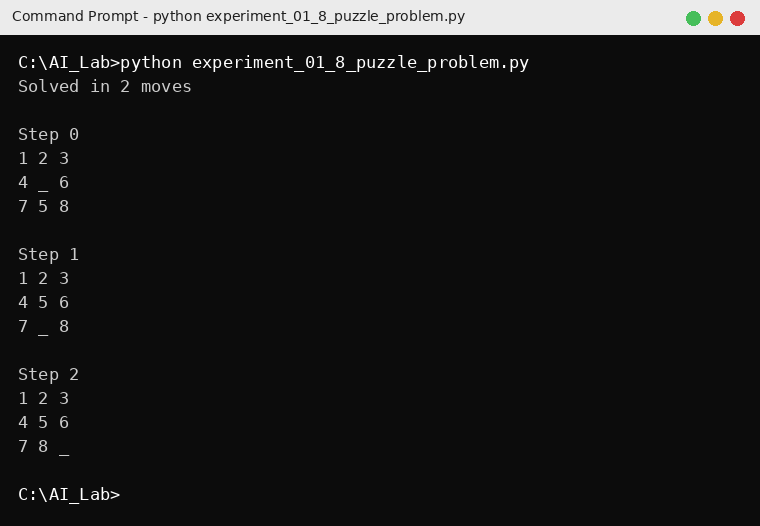 Command Prompt - python experiment_01_8_puzzle_problem.py
C:\AI_Lab>python experiment_01_8_puzzle_problem.py
Solved in 2 moves
Step 0
1 2 3
4 _ 6
7 5 8
Step 1
1 2 3
4 5 6
7 _ 8
Step 2
1 2 3
4 5 6
7 8 _
C:\AI_Lab>